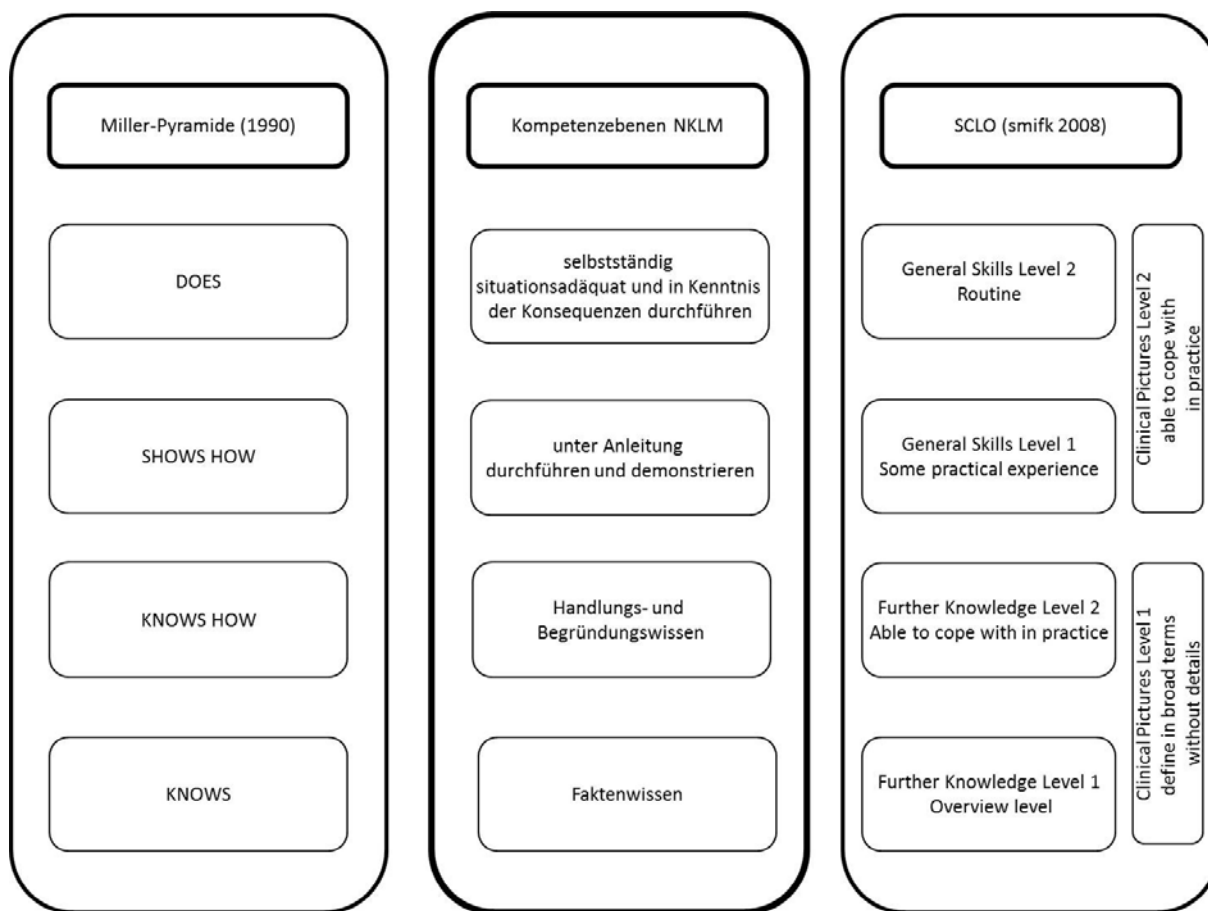 Miller-Pyramide (1990)
DOES
SHOWS HOW
KNOWS HOW
KNOWS
Kompetenzebenen NKLM
selbstständig
situationsadäquat und in Kenntnis
der Konsequenzen durchführen
unter Anleitung
durchführen und demonstrieren
Handlungs- und
Begründungswissen
Faktenwissen
SCLO (smifk 2008)
General Skills Level 2
Routine
General Skills Level 1
Some practical experience
Further Knowledge Level 2
Able to cope with in practice
Further Knowledge Level 1
Overview level
Clinical Pictures Level 2
able to cope with
in practice
Clinical Pictures Level 1
define in broad terms
without details